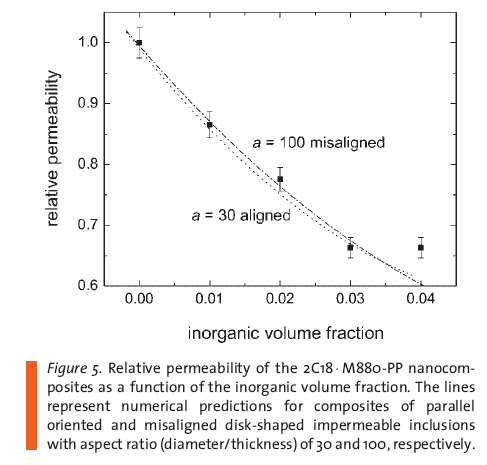 1.0
0.9
0.8
0.7
0.6
relative permeability
a = 100 misaligned
a = 30 aligned
0.00 0.01 0.02 0.03 0.04
inorganic volume fraction
Figure 5. Relative permeability of the 2C18·M880-PP nanocom-
posites as a function of the inorganic volume fraction. The lines
represent numerical predictions for composites of parallel
oriented and misaligned disk-shaped impermeable inclusions
with aspect ratio (diameter/thickness) of 30 and 100, respectively.